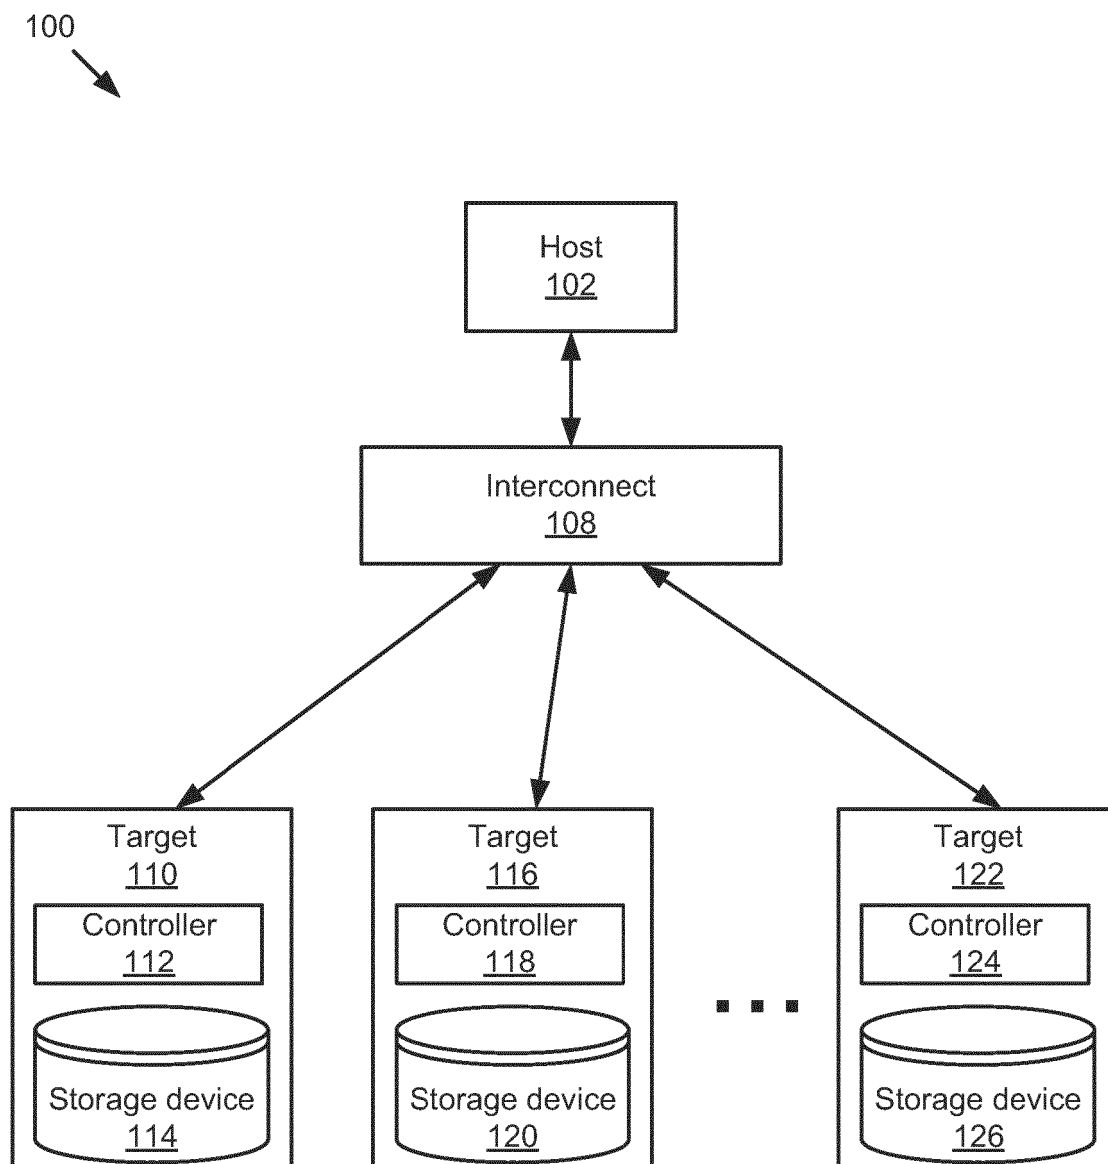 100
Host
102
Interconnect
108
Target
110
Controller
112
Storage device
114
Target
116
Controller
118
Storage device
120
Target
122
Controller
124
Storage device
126